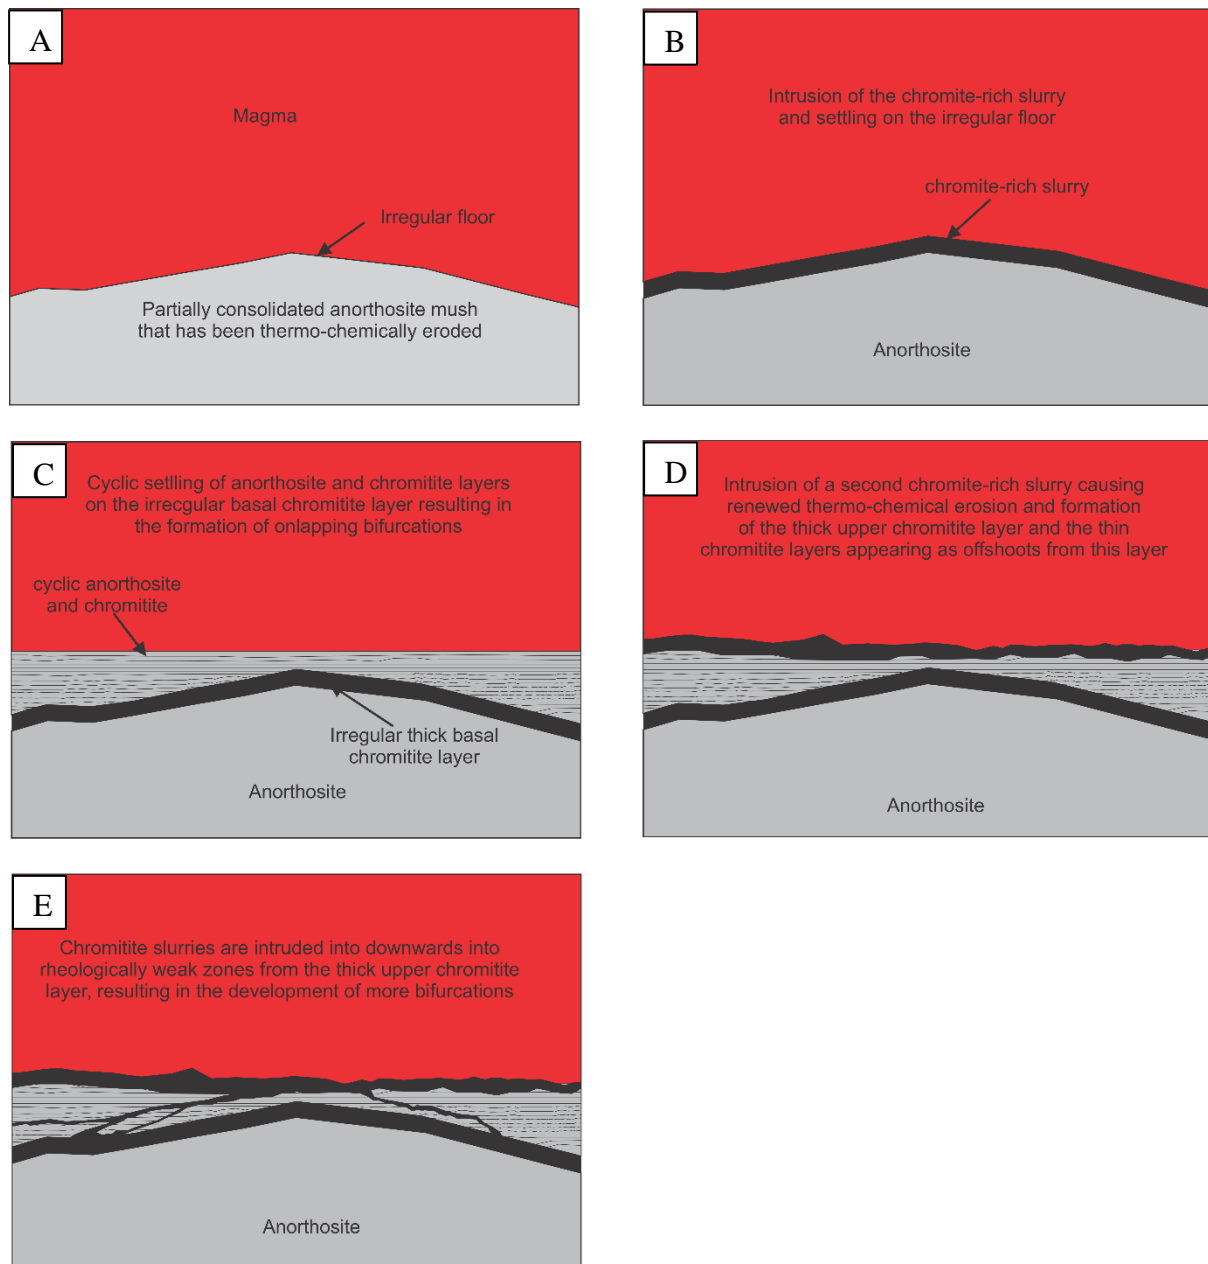 A
Magma
Irregular floor
Partially consolidated anorthosite mush
that has been thermo-chemically eroded
B
Intrusion of the chromite-rich slurry
and settling on the irregular floor
chromite-rich slurry
Anorthosite
C
Cyclic setlling of anorthosite and chromitite layers
on the irrecgular basal chromitite layer resulting in
the formation of onlapping bifurcations
cyclic anorthosite
and chromitite
Irregular thick basal
chromitite layer
Anorthosite
D
Intrusion of a second chromite-rich slurry causing
renewed thermo-chemical erosion and formation
of the thick upper chromitite layer and the thin
chromitite layers appearing as offshoots from this layer
Anorthosite
E
Chromitite slurries are intruded into downwards into
rheologically weak zones from the thick upper chromitite
layer, resulting in the development of more bifurcations
Anorthosite